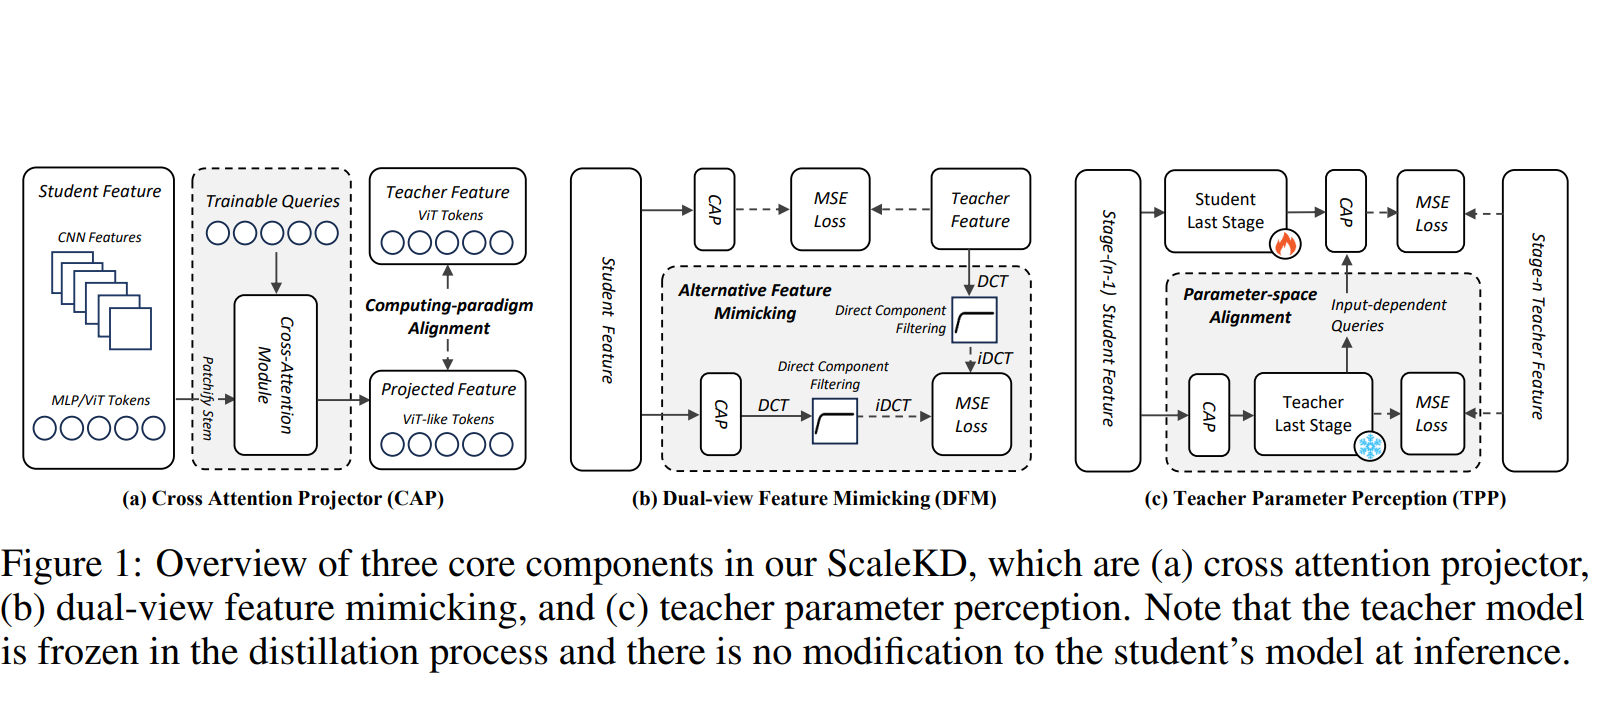 Student Feature
CNN Features
MLP/ViT Tokens
Patchify Stem
Trainable Queries
Cross-Attention
Module
Teacher Feature
ViT Tokens
Computing-paradigm
Alignment
Projected Feature
ViT-like Tokens
(a) Cross Attention Projector (CAP)
Student Feature
CAP
MSE
Loss
Teacher
Feature
DCT
Alternative Feature
Mimicking
Direct Component
Filtering
iDCT
Direct Component
Filtering
CAP
DCT
iDCT
MSE
Loss
(b) Dual-view Feature Mimicking (DFM)
Stage-(n-1) Student Feature
Student
Last Stage
CAP
MSE
Loss
Parameter-space
Alignment
Input-dependent
Queries
CAP
Teacher
Last Stage
MSE
Loss
Stage-n Teacher Feature
(c) Teacher Parameter Perception (TPP)
Figure 1: Overview of three core components in our ScaleKD, which are (a) cross attention projector,
(b) dual-view feature mimicking, and (c) teacher parameter perception. Note that the teacher model
is frozen in the distillation process and there is no modification to the student's model at inference.